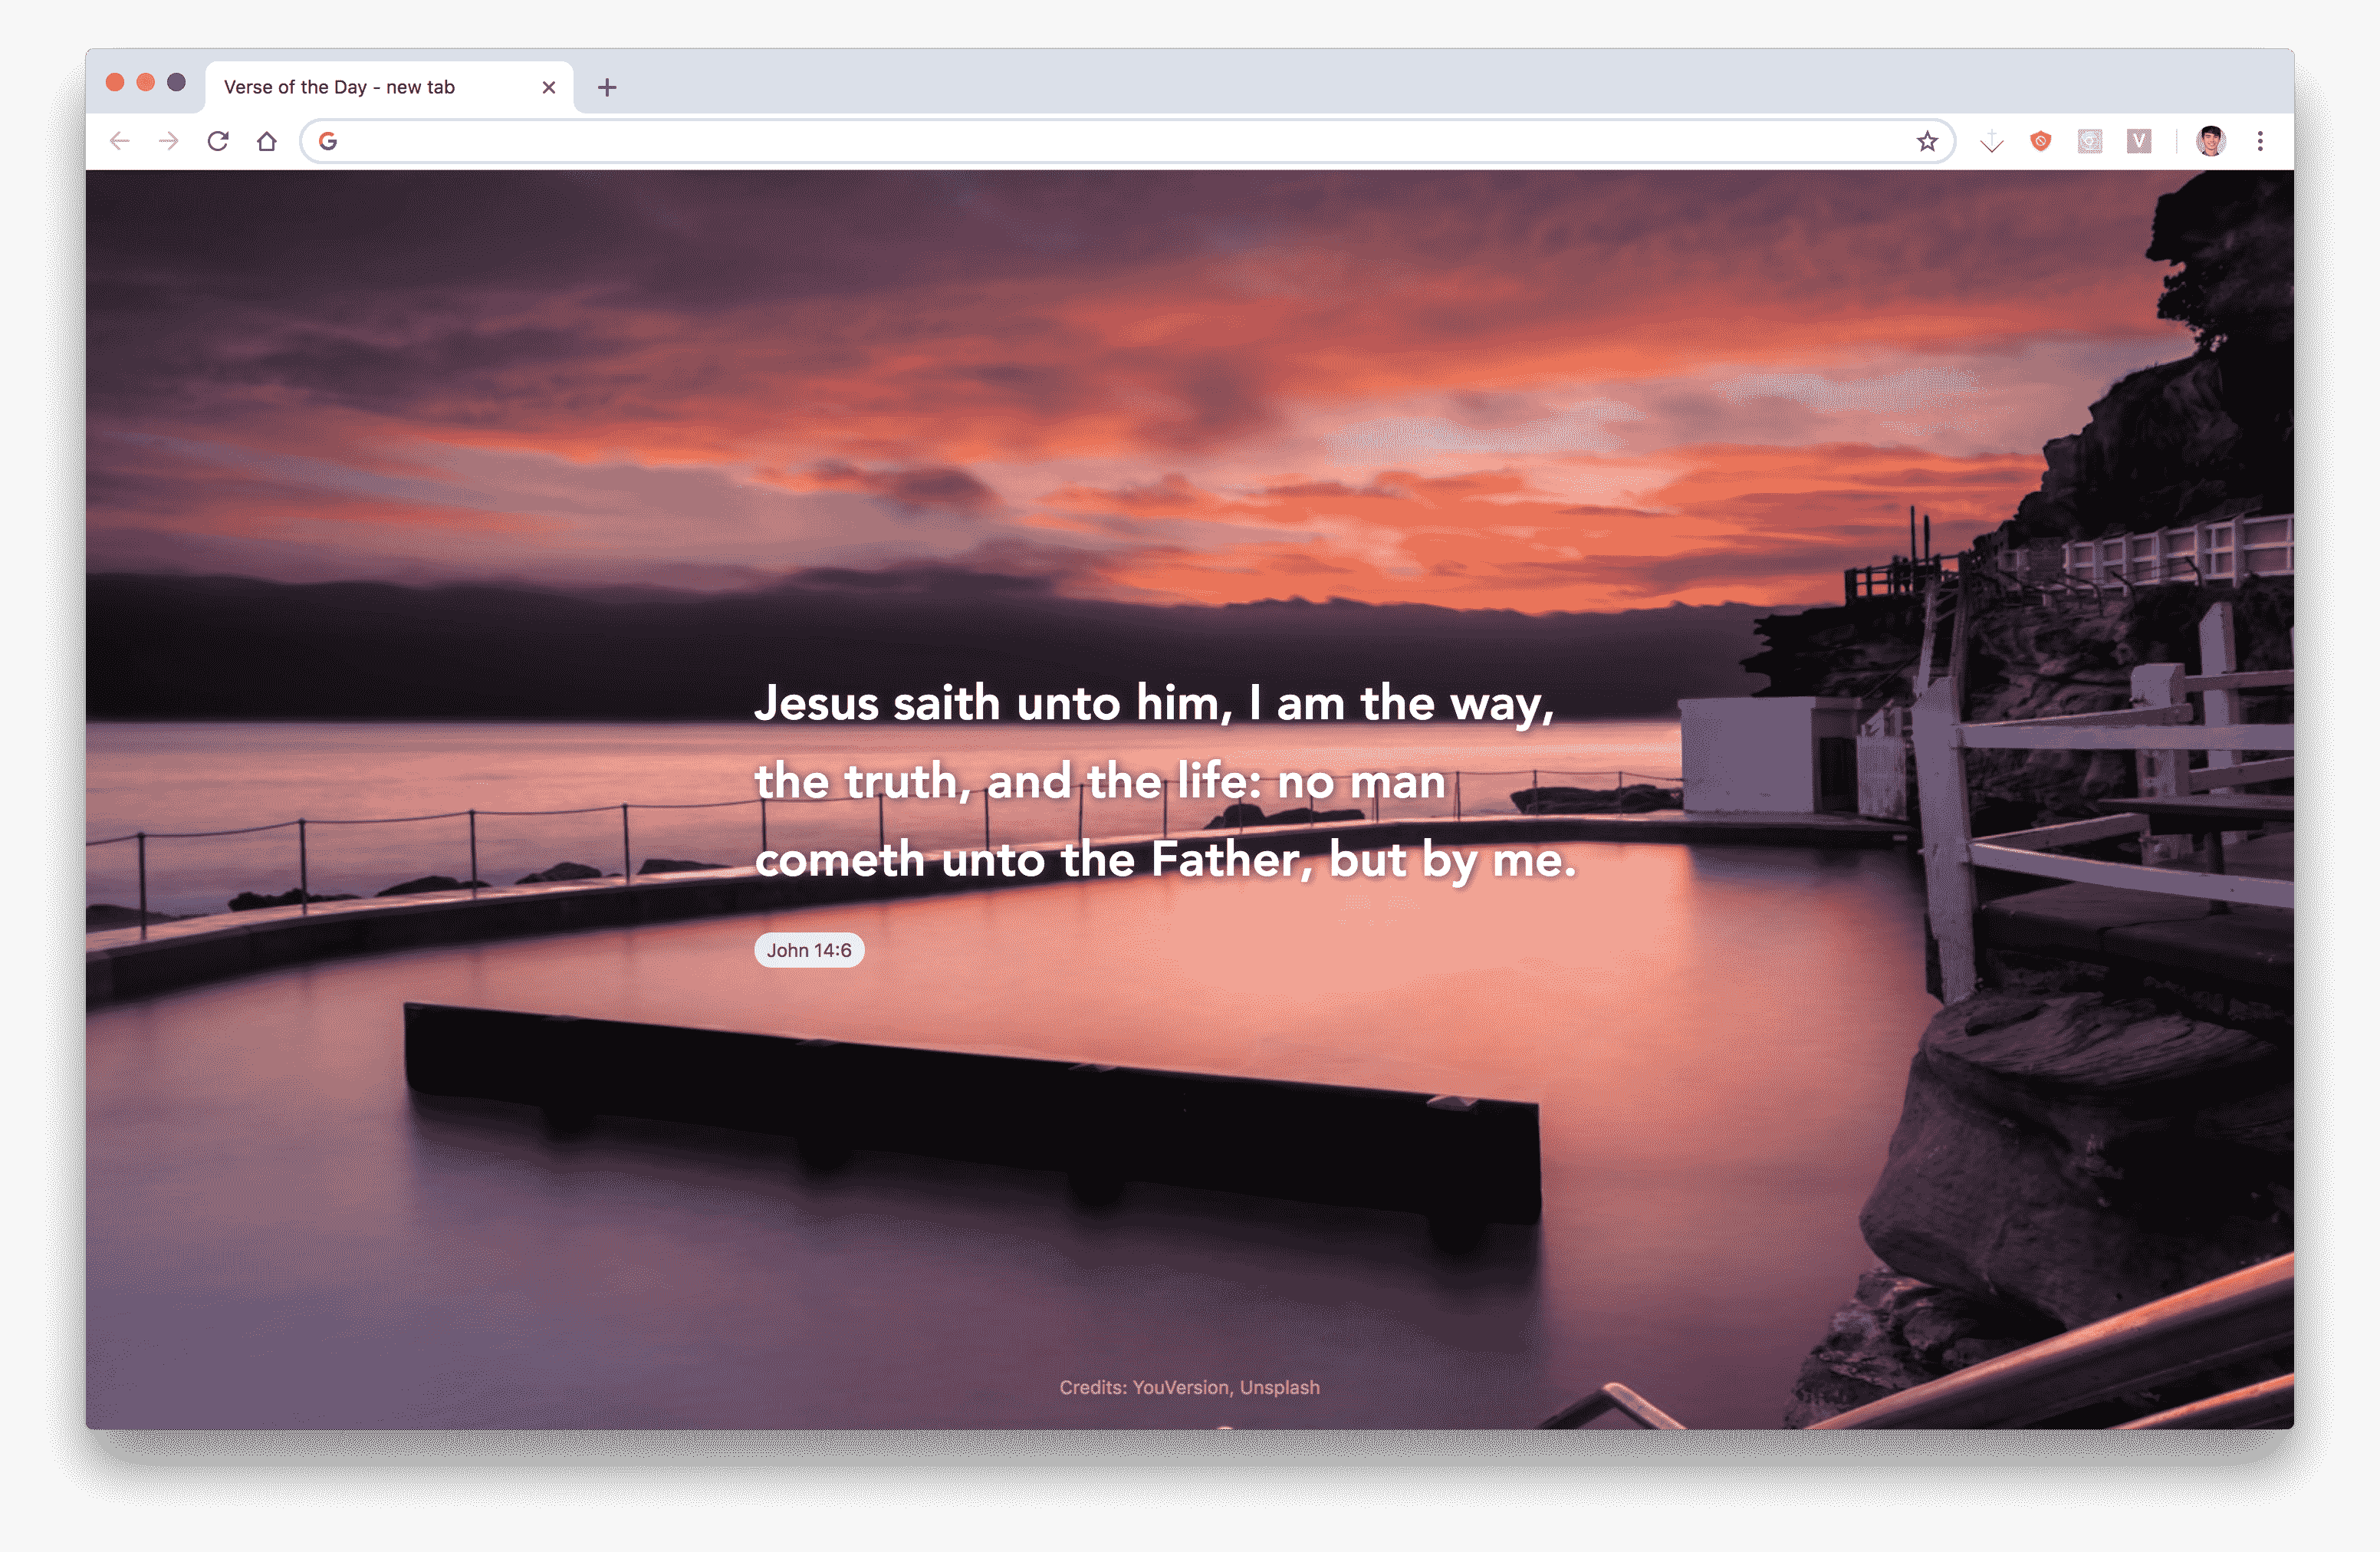 Verse of the Day - new tab
G
V
Jesus saith unto him, I am the way,
the truth, and the life: no man
cometh unto the Father, but by me.
John 14:6
Credits: YouVersion, Unsplash